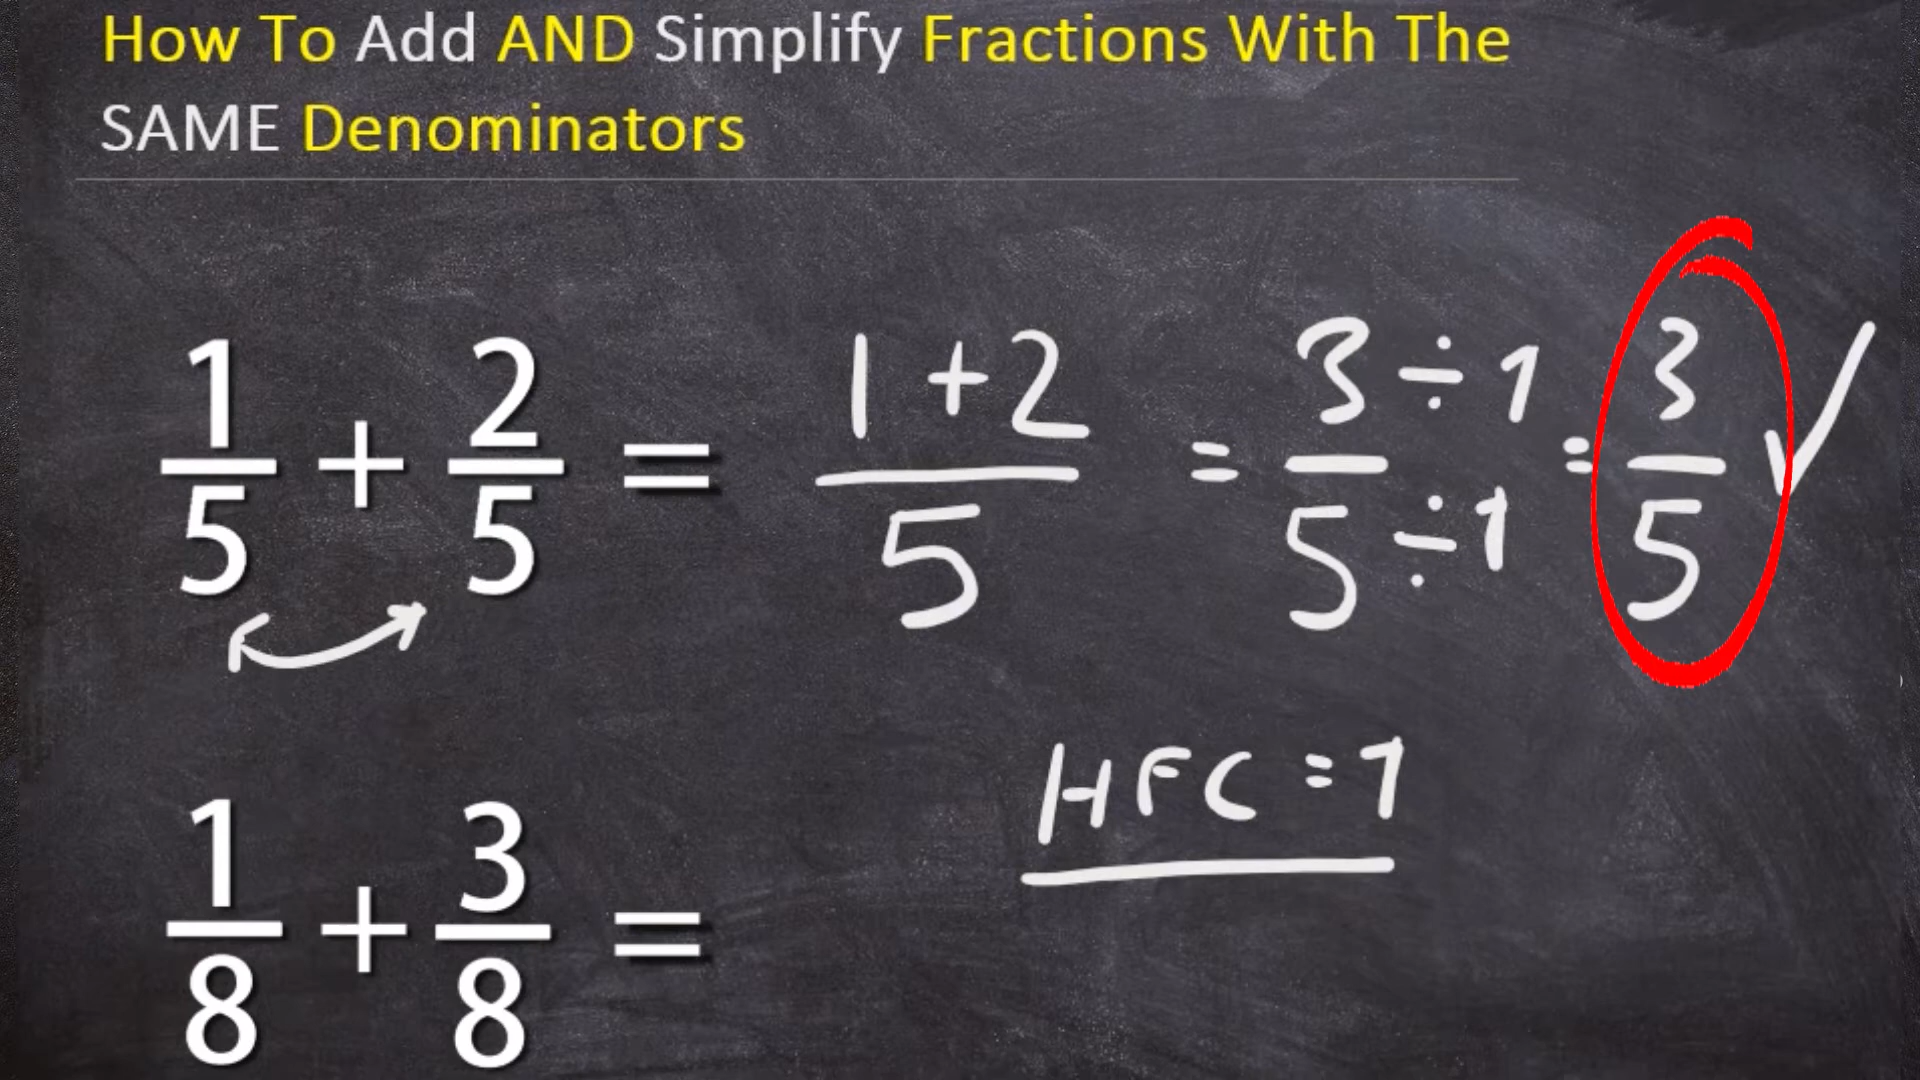 How To Add AND Simplify Fractions With The
SAME Denominators
1/5 + 2/5 = 1+2/5 = 3÷1/5÷1 = 3/5 ✓
HFC = 1
1/8 + 3/8 =